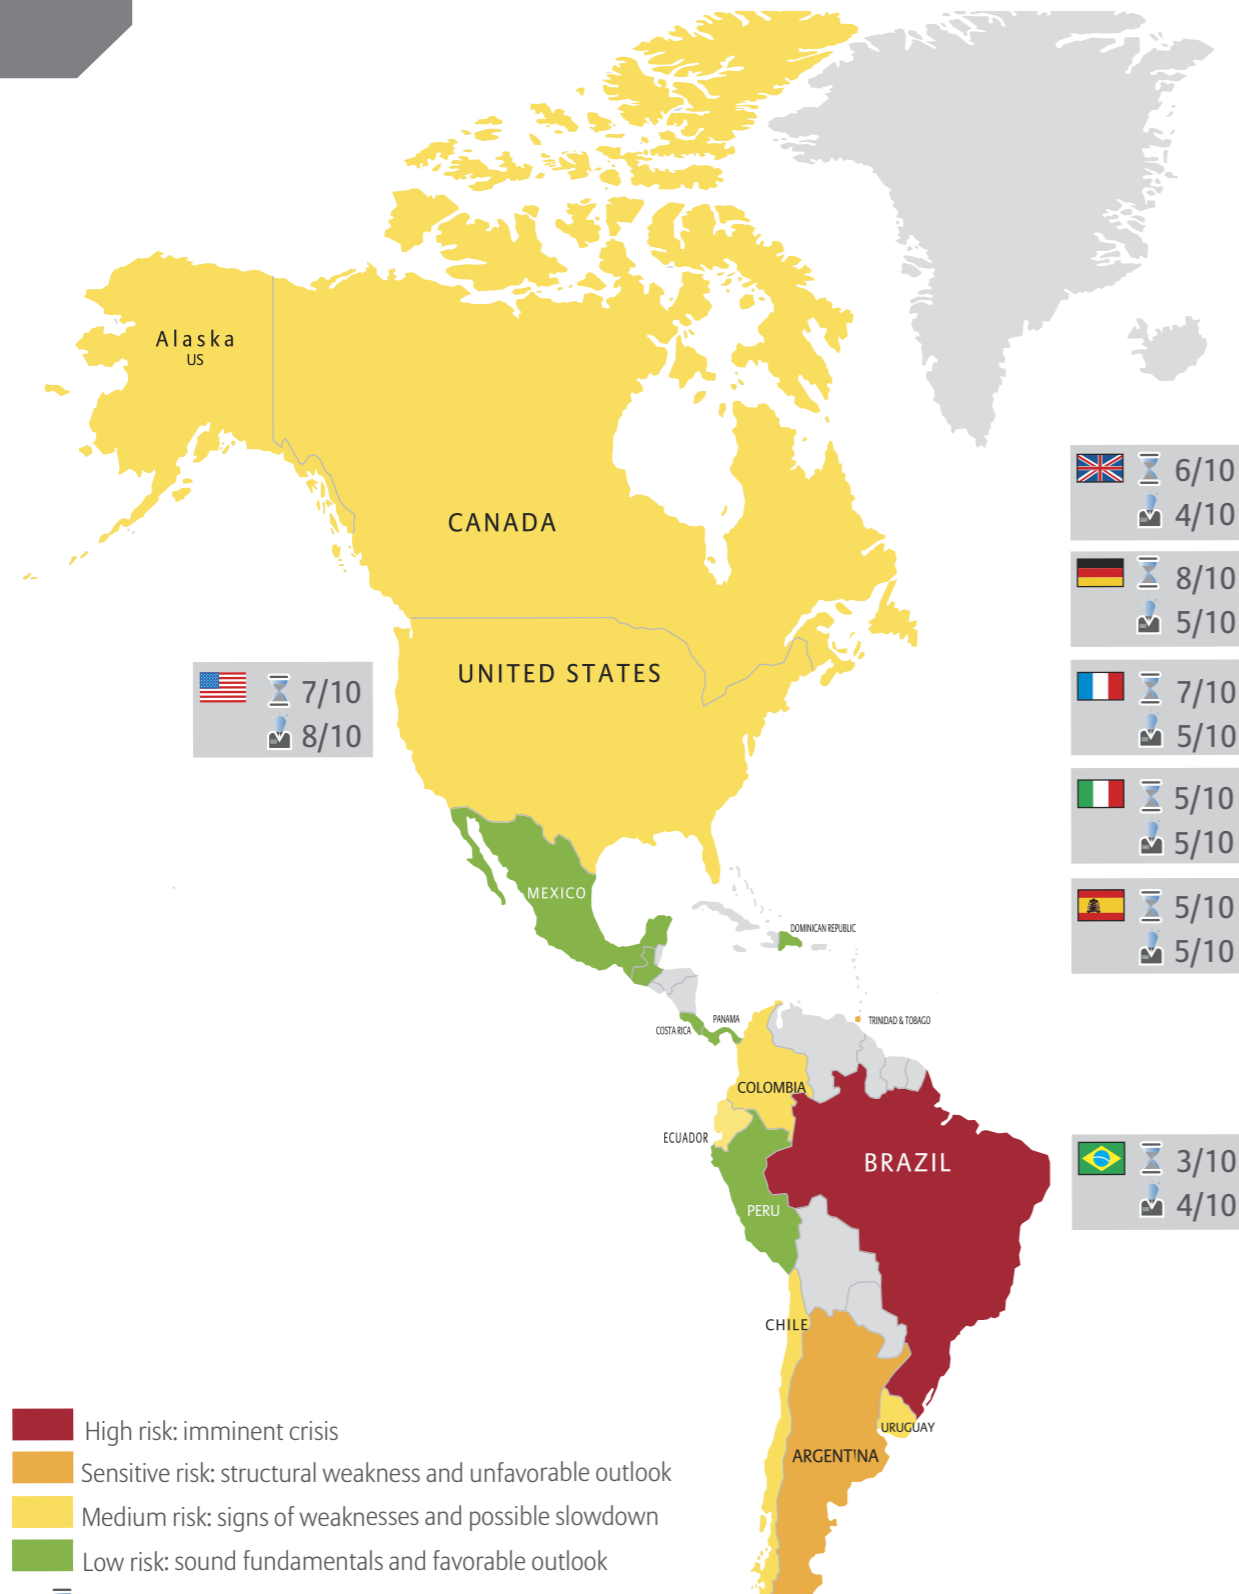 Alaska
US
CANADA
6/10
4/10
8/10
5/10
UNITED STATES
7/10
8/10
7/10
5/10
5/10
5/10
MEXICO
5/10
5/10
DOMINICAN REPUBLIC
PANAMA
COSTA RICA
TRINIDAD & TOBAGO
COLOMBIA
ECUADOR
BRAZIL
3/10
4/10
PERU
CHILE
URUGUAY
ARGENTINA
High risk: imminent crisis
Sensitive risk: structural weakness and unfavorable outlook
Medium risk: signs of weaknesses and possible slowdown
Low risk: sound fundamentals and favorable outlook